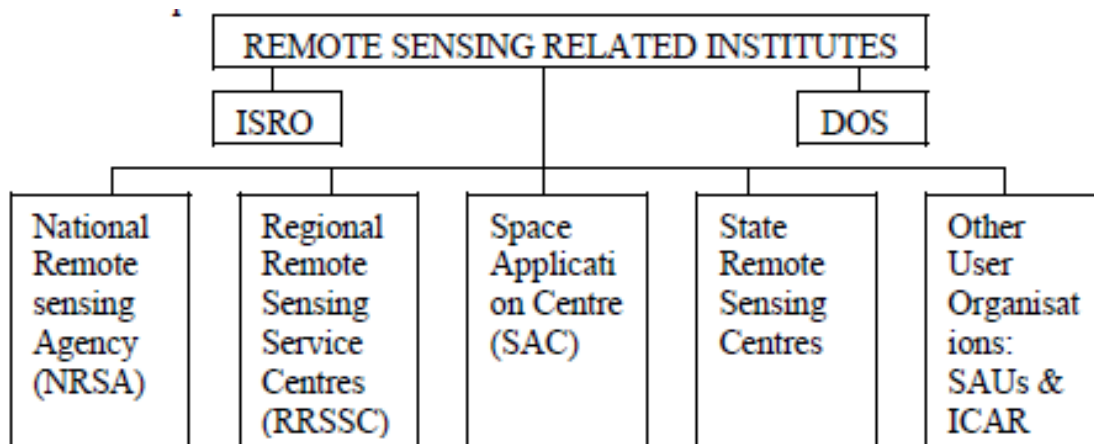 REMOTE SENSING RELATED INSTITUTES
ISRO
DOS
National
Remote
sensing
Agency
(NRSA)
Regional
Remote
Sensing
Service
Centres
(RRSSC)
Space
Applicati
on Centre
(SAC)
State
Remote
Sensing
Centres
Other
User
Organisat
ions:
SAUs &
ICAR